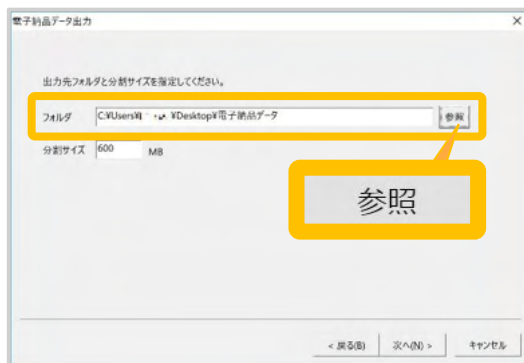 電子納品データ出力
出力先フォルダと分割サイズを指定してください。
フォルダ C:¥Users¥ ¥Desktop¥電子納品データ 参照
分割サイズ 600 MB
参照
< 戻る(B) 次へ(N) > キャンセル